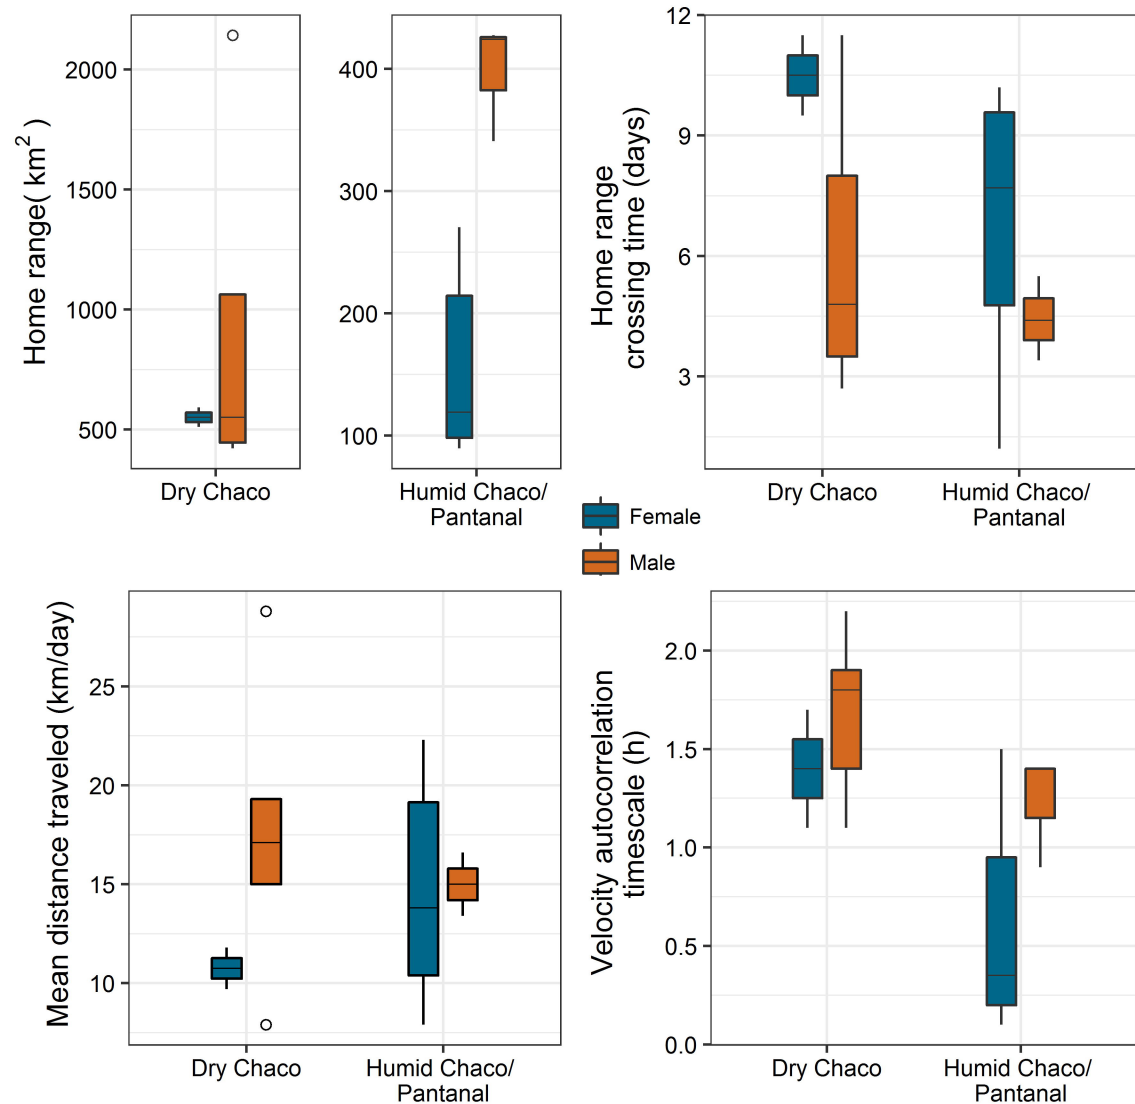 Home range( km2 )
2000
1500
1000
500
Dry Chaco
400
300
200
100
Humid Chaco/
Pantanal
Home range
crossing time (days)
12
9
6
3
Dry Chaco
Humid Chaco/
Pantanal
Female
Male
Mean distance traveled (km/day)
25
20
15
10
Dry Chaco
Humid Chaco/
Pantanal
Velocity autocorrelation
timescale (h)
2.0
1.5
1.0
0.5
0.0
Dry Chaco
Humid Chaco/
Pantanal